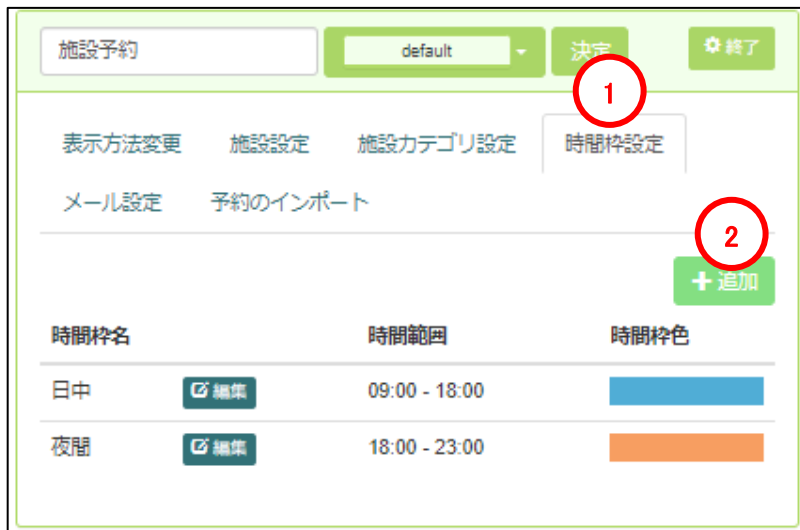 施設予約 default 決定 終了
1
表示方法変更 施設設定 施設カテゴリ設定 時間枠設定
メール設定 予約のインポート
2
追加
時間枠名 時間範囲 時間枠色
日中 編集 09:00 - 18:00
夜間 編集 18:00 - 23:00